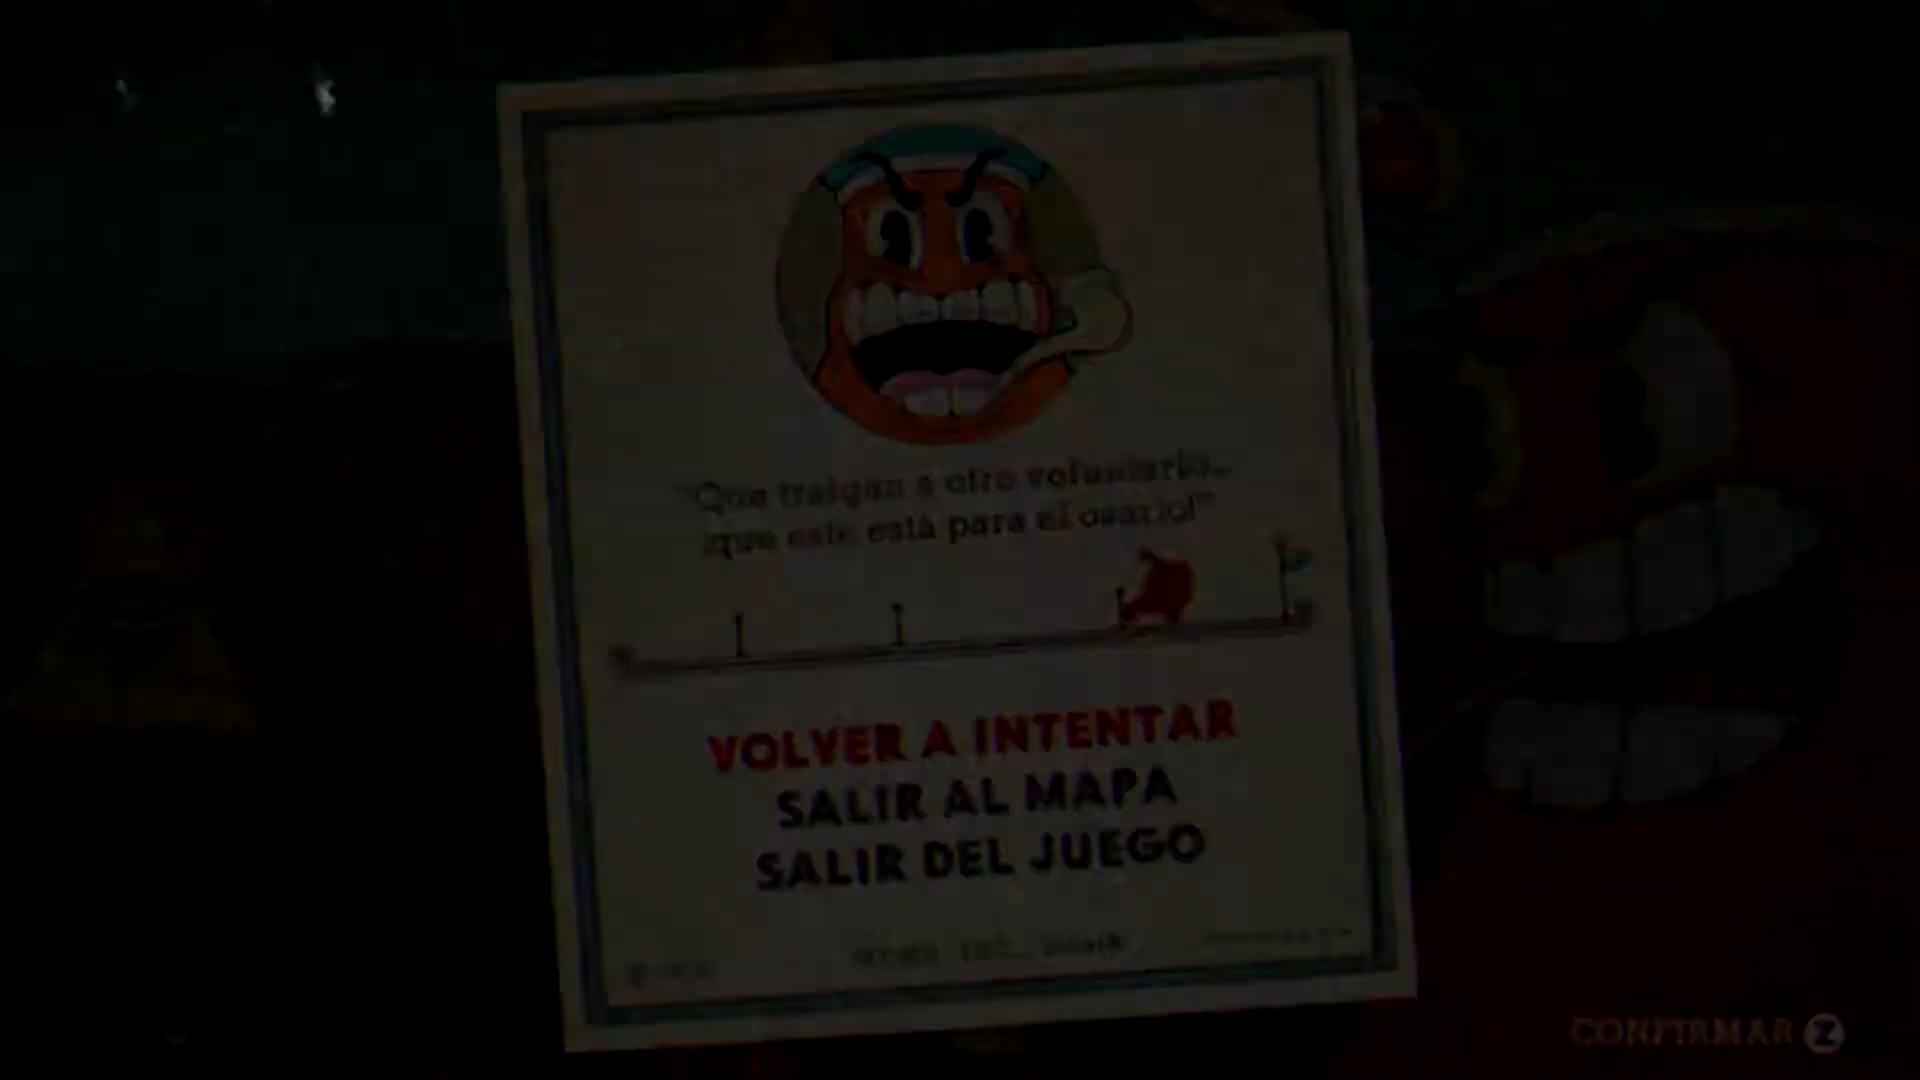 "Que traigan a otro voluntario...
¡que este está para el osario!"
VOLVER A INTENTAR
SALIR AL MAPA
SALIR DEL JUEGO
CONFIRMAR Z